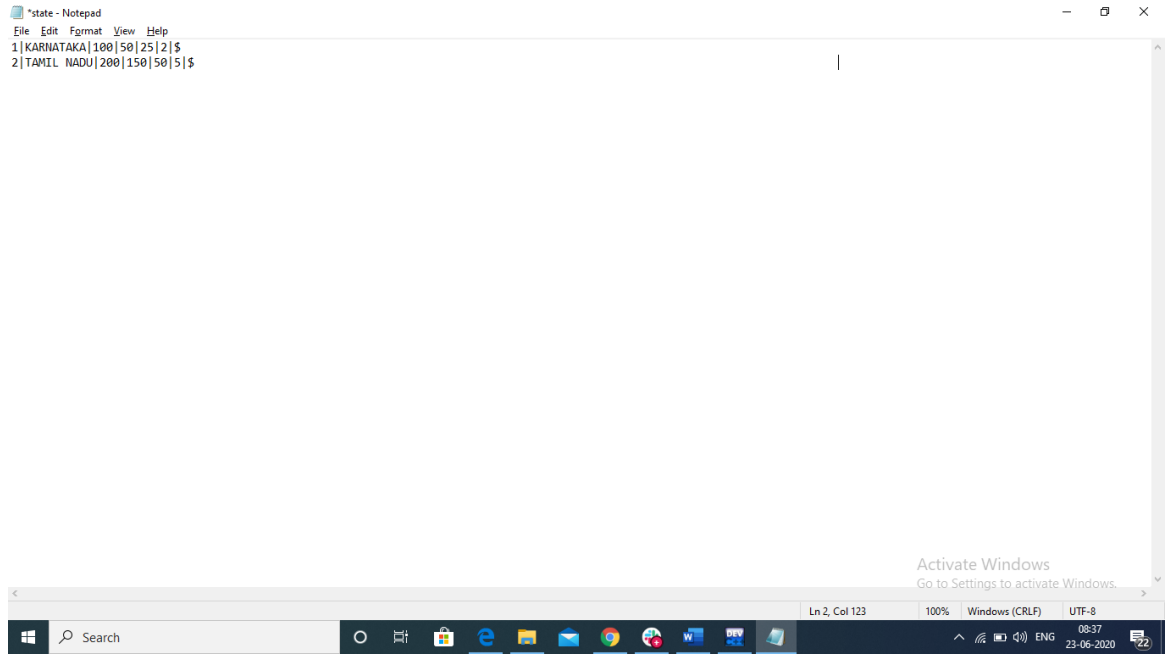 *state - Notepad
File Edit Format View Help
1|KARNATAKA|100|50|25|2|$
2|TAMIL NADU|200|150|50|5|$
Activate Windows
Go to Settings to activate Windows.
Ln 2, Col 123 100% Windows (CRLF) UTF-8
Search W DEV ENG 08:37
23-06-2020 22